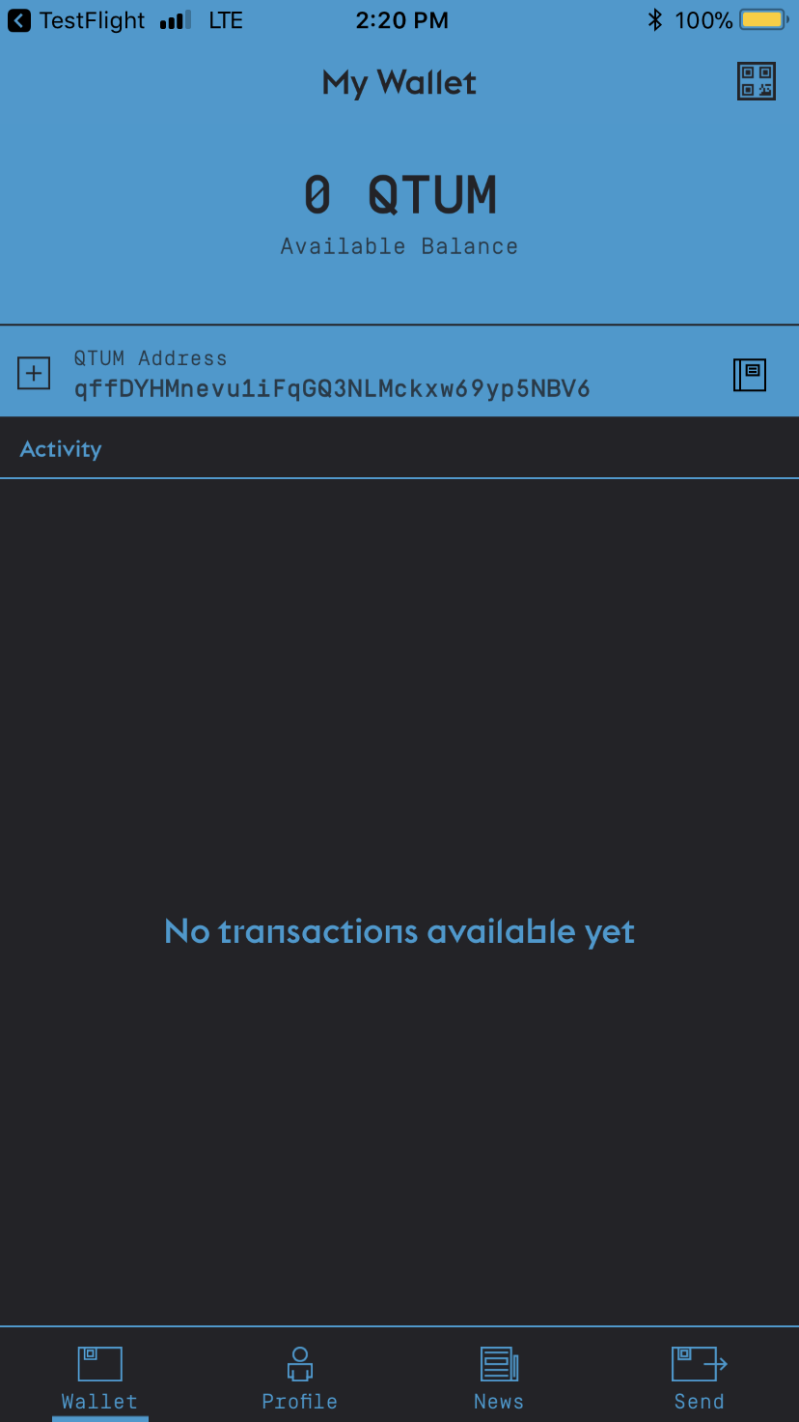 TestFlight LTE 2:20 PM 100%
My Wallet
0 QTUM
Available Balance
QTUM Address
qffDYHMnevu1iFqGQ3NLMckxw69yp5NBV6
Activity
No transactions available yet
Wallet Profile News Send